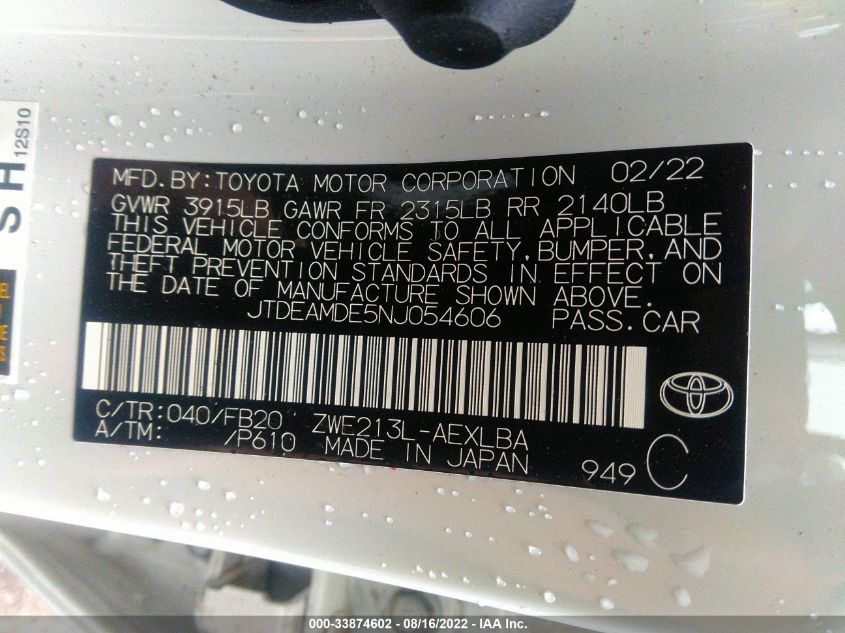 MFD.BY:TOYOTA MOTOR CORPORATION 02/22
GVWR 3915LB GAWR FR 2315LB RR 2140LB
THIS VEHICLE CONFORMS TO ALL APPLICABLE
FEDERAL MOTOR VEHICLE SAFETY, BUMPER, AND
THEFT PREVENTION STANDARDS IN EFFECT ON
THE DATE OF MANUFACTURE SHOWN ABOVE.
JTDEAMDE5NJ054606 PASS.CAR
C/TR:040/FB20 ZWE213L-AEXLBA
A/TM: /P610 MADE IN JAPAN
949 C
SH
12S10
000-33874602 - 08/16/2022 - IAA Inc.